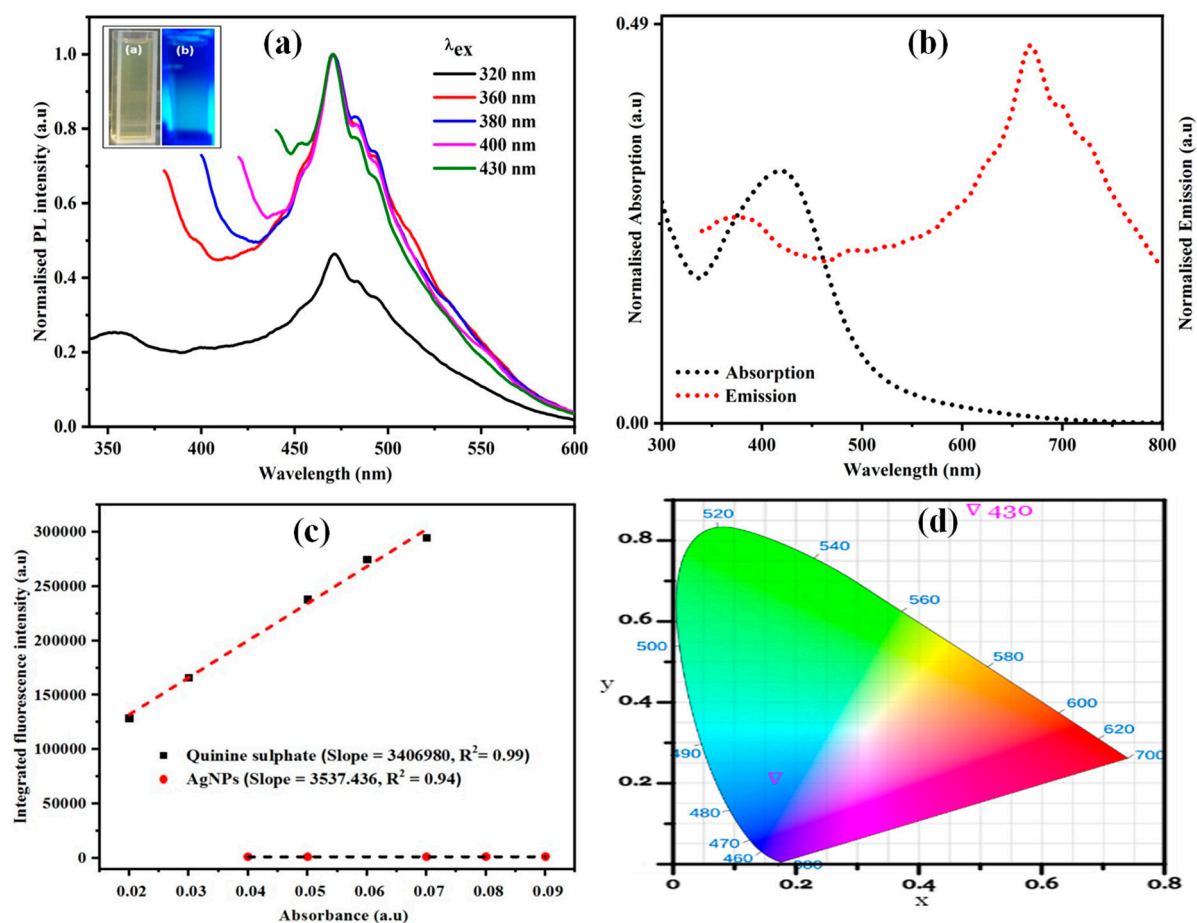 (a)
(a)
(b)
λex
320 nm
360 nm
380 nm
400 nm
430 nm
Normalised PL intensity (a.u)
1.0
0.8
0.6
0.4
0.2
0.0
350
400
450
500
550
600
Wavelength (nm)
(b)
0.49
0.00
Normalised Absorption (a.u)
Normalised Emission (a.u)
Absorption
Emission
300
400
500
600
700
800
Wavelength (nm)
(c)
Integrated fluorescence intensity (a.u)
300000
250000
200000
150000
100000
50000
0
Quinine sulphate (Slope = 3406980, R²= 0.99)
AgNPs (Slope = 3537.436, R² = 0.94)
0.02
0.03
0.04
0.05
0.06
0.07
0.08
0.09
Absorbance (a.u)
(d)
430
520
540
560
580
600
620
700
500
490
480
470
460
y
0.8
0.6
0.4
0.2
0
0
0.2
0.4
0.6
0.8
x